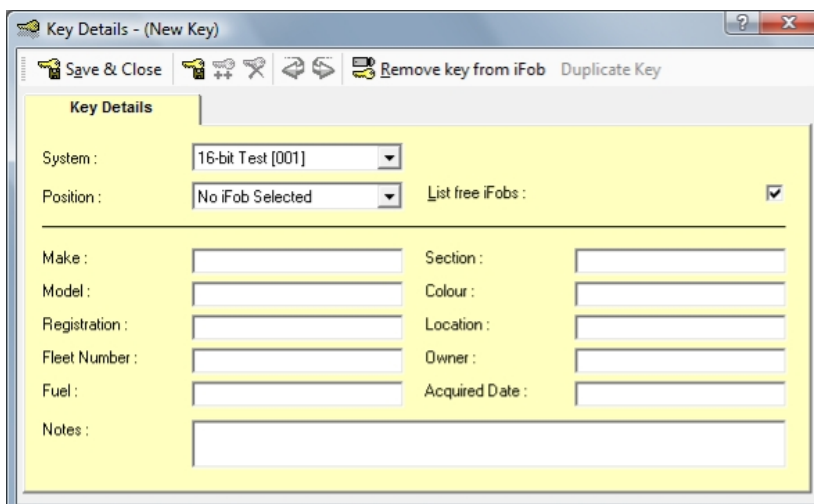 Key Details - (New Key)
Save & Close Remove key from iFob Duplicate Key
Key Details
System : 16-bit Test [001]
Position : No iFob Selected List free iFobs :
Make : Section :
Model : Colour :
Registration : Location :
Fleet Number : Owner :
Fuel : Acquired Date :
Notes :